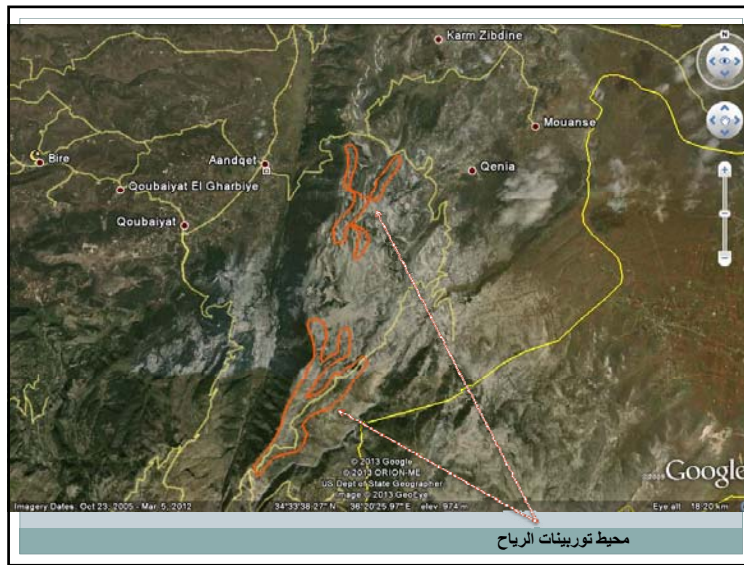 Karm Zibdine
N
Mouanse
Bire
Aandqet
Qenia
Qoubaiyat El Gharbiye
Qoubaiyat
© 2013 Google
© 2013 ORION-ME
US Dept of State Geographer
Image © 2013 GeoEye
Google
Imagery Dates: Oct 23, 2005 - Mar 5, 2012
34°33'38.27" N 36°20'25.97" E elev 974 m
Eye alt 18.20 km
محيط توربينات الرياح